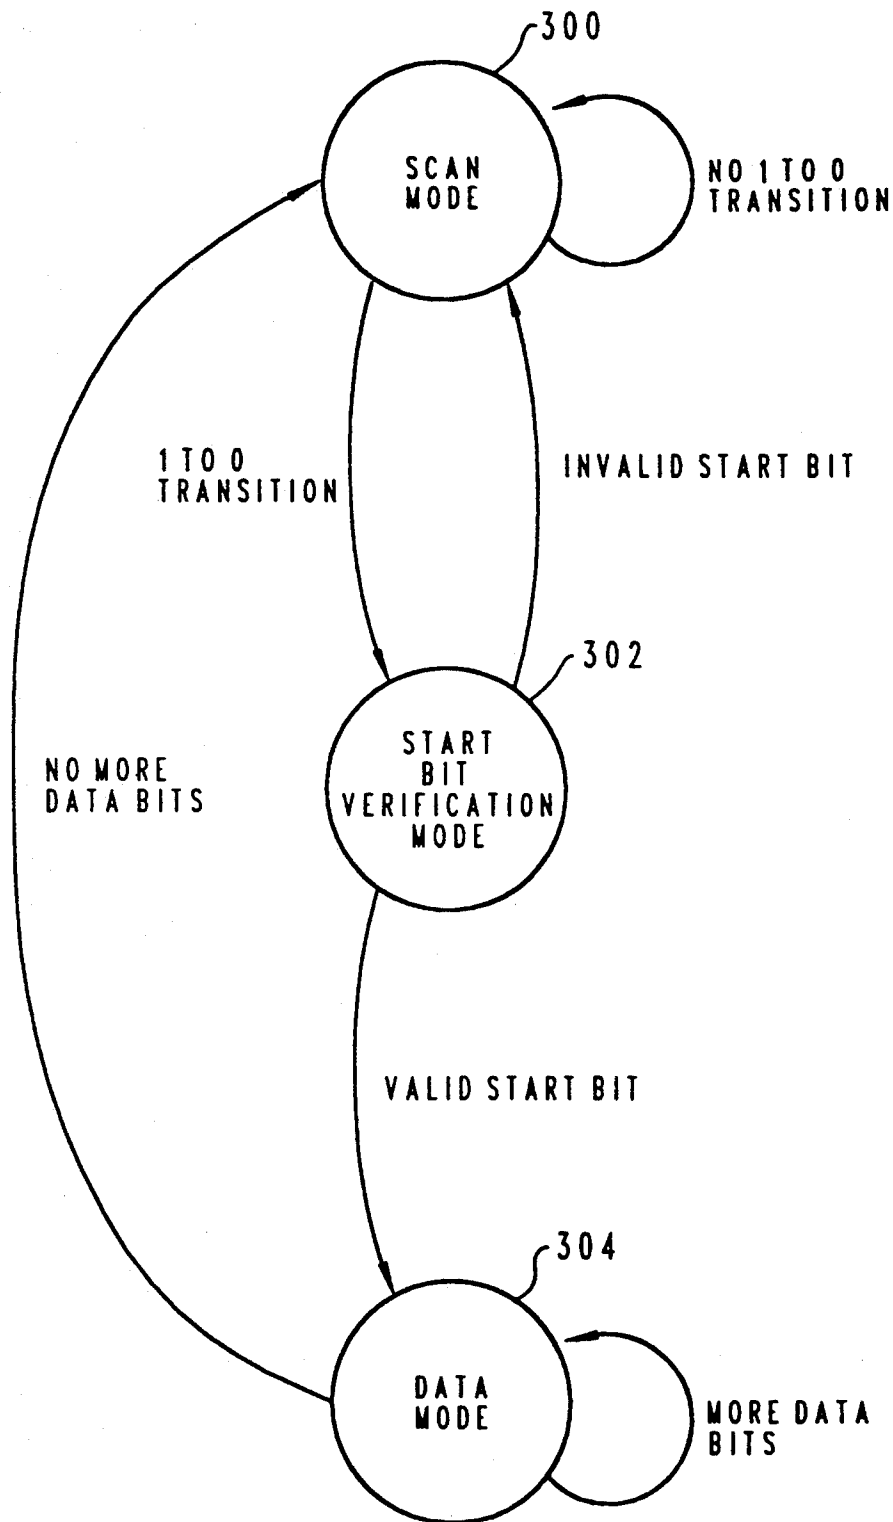 300
SCAN
MODE
NO 1 TO 0
TRANSITION
1 TO 0
TRANSITION
INVALID START BIT
302
START
BIT
VERIFICATION
MODE
NO MORE
DATA BITS
VALID START BIT
304
DATA
MODE
MORE DATA
BITS